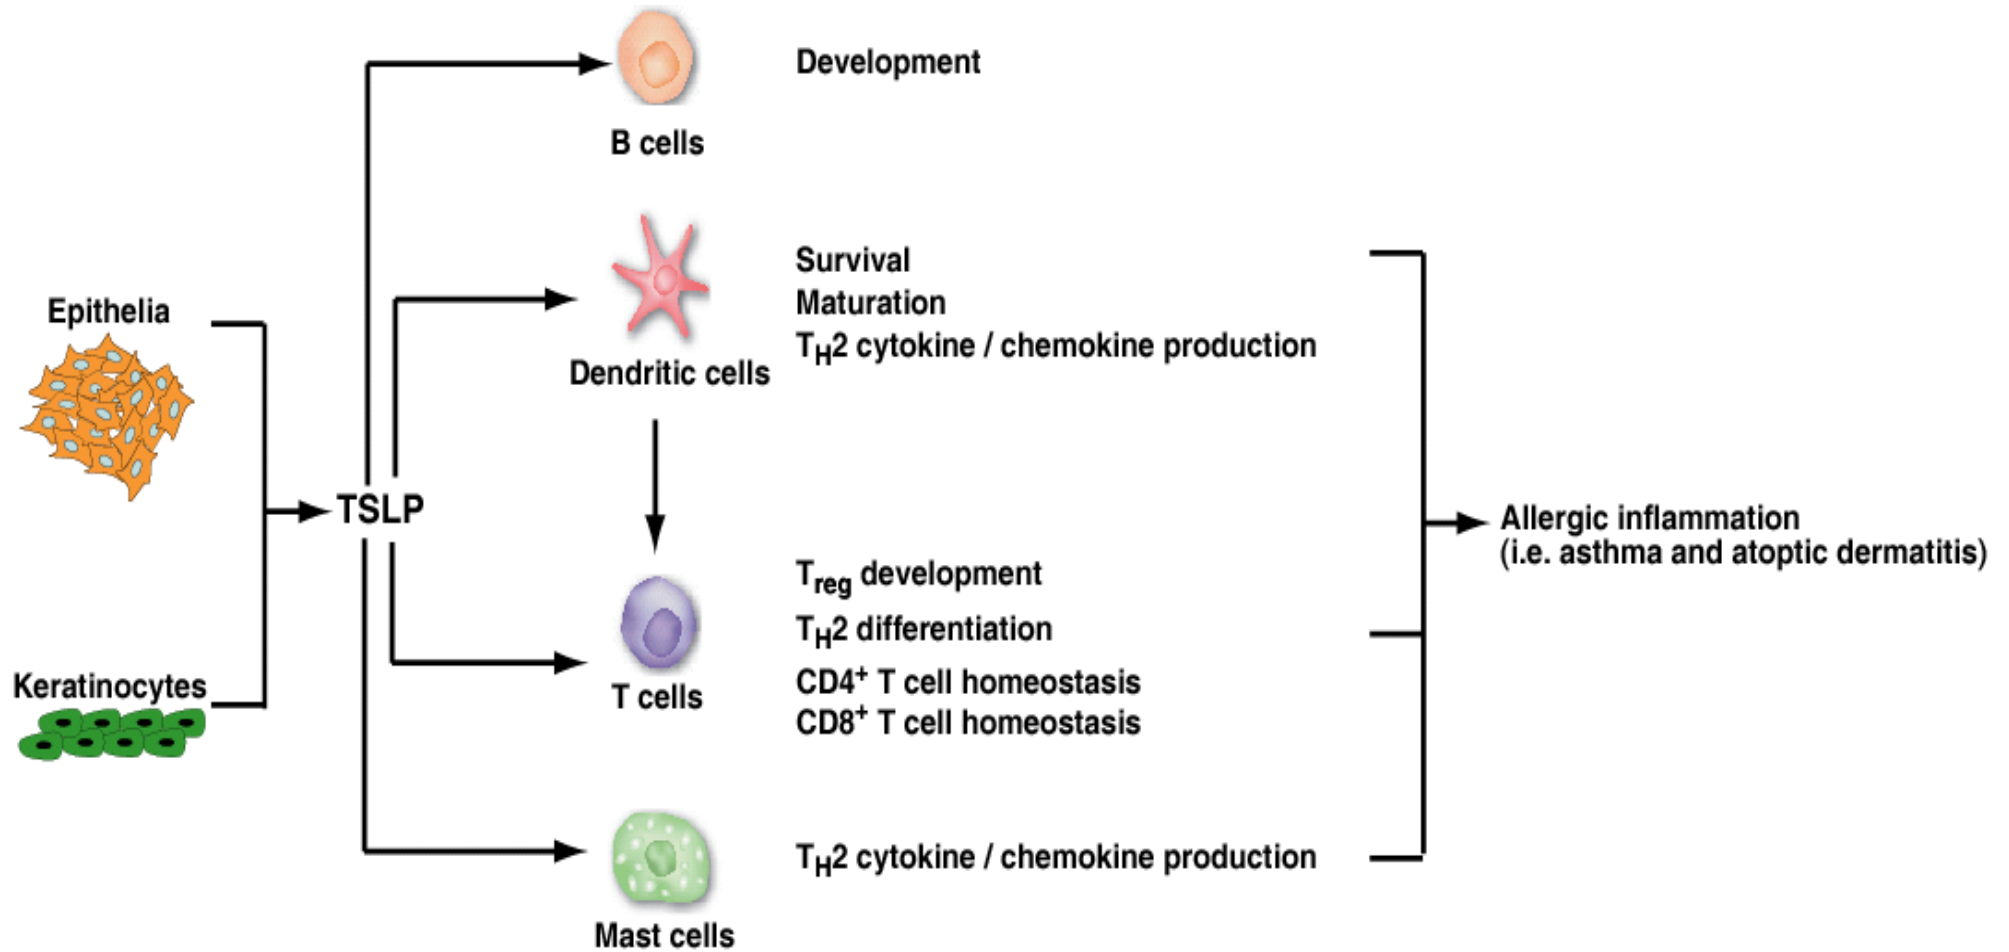 Development
B cells
Survival
Maturation
TH2 cytokine / chemokine production
Dendritic cells
Epithelia
TSLP
Allergic inflammation
(i.e. asthma and atoptic dermatitis)
Treg development
TH2 differentiation
CD4+ T cell homeostasis
CD8+ T cell homeostasis
T cells
Keratinocytes
TH2 cytokine / chemokine production
Mast cells